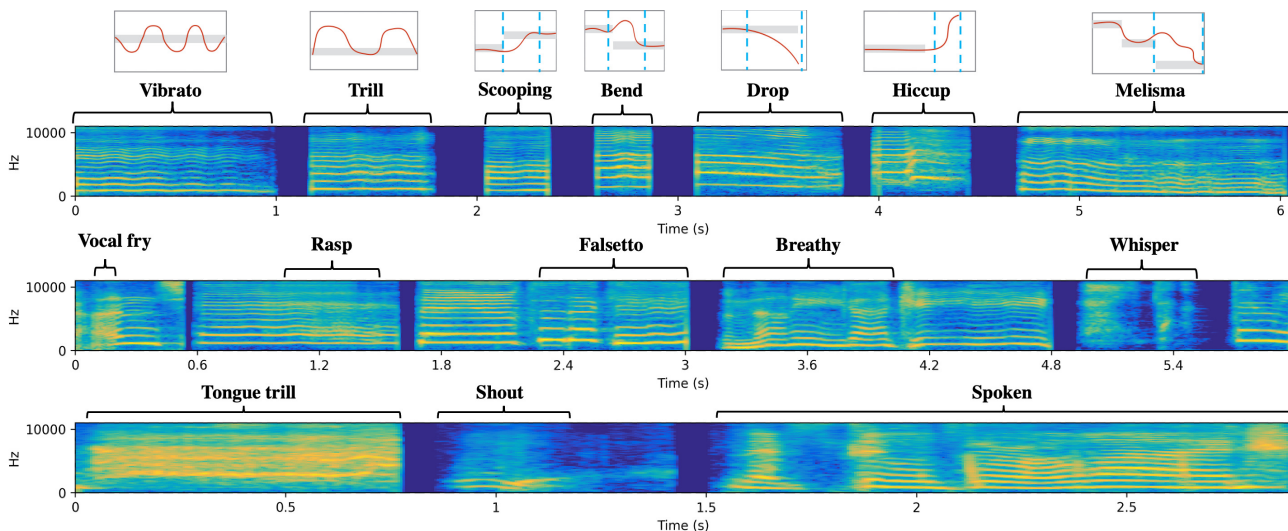 Vibrato Trill Scooping Bend Drop Hiccup Melisma
10000
Hz
0
0 1 2 3 4 5 6
Time (s)
Vocal fry Rasp Falsetto Breathy Whisper
10000
Hz
0
0 0.6 1.2 1.8 2.4 3 3.6 4.2 4.8 5.4
Time (s)
Tongue trill Shout Spoken
10000
Hz
0
0 0.5 1 1.5 2 2.5
Time (s)